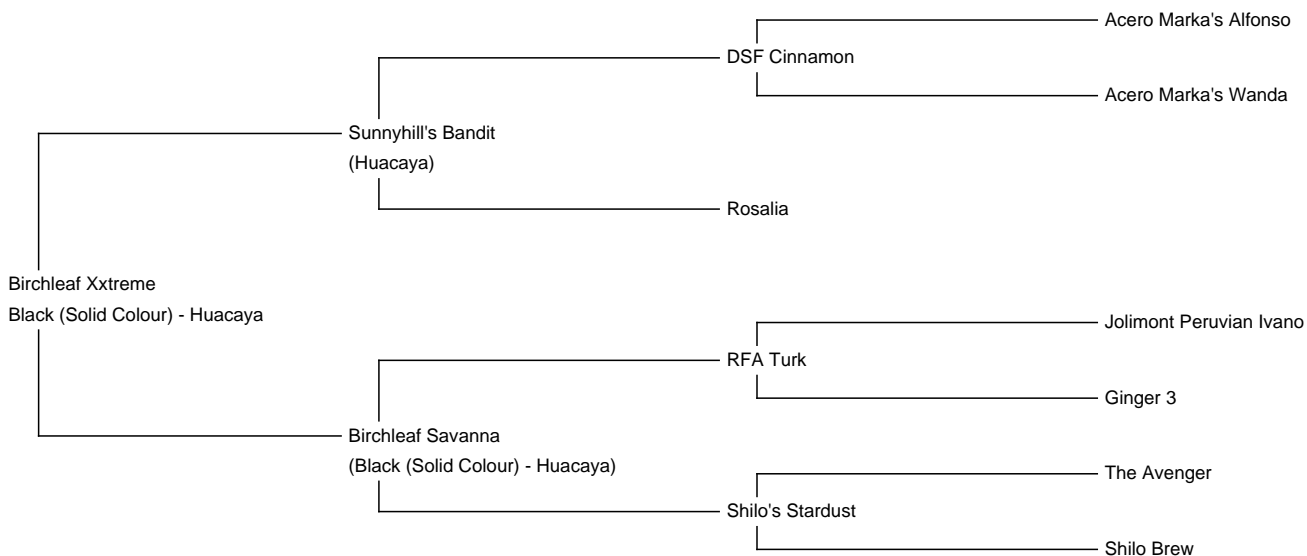 Acero Marka's Alfonso
DSF Cinnamon
Acero Marka's Wanda
Sunnyhill's Bandit
(Huacaya)
Rosalia
Birchleaf Xxtreme
Black (Solid Colour) - Huacaya
Jolimont Peruvian Ivano
RFA Turk
Ginger 3
Birchleaf Savanna
(Black (Solid Colour) - Huacaya)
The Avenger
Shilo's Stardust
Shilo Brew